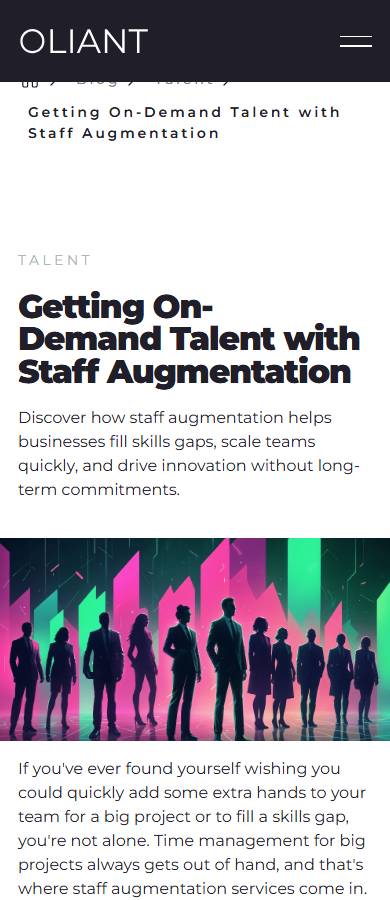 OLIANT
Blog Talent
Getting On-Demand Talent with
Staff Augmentation
TALENT
Getting On-
Demand Talent with
Staff Augmentation
Discover how staff augmentation helps
businesses fill skills gaps, scale teams
quickly, and drive innovation without long-
term commitments.
If you've ever found yourself wishing you
could quickly add some extra hands to your
team for a big project or to fill a skills gap,
you're not alone. Time management for big
projects always gets out of hand, and that's
where staff augmentation services come in.